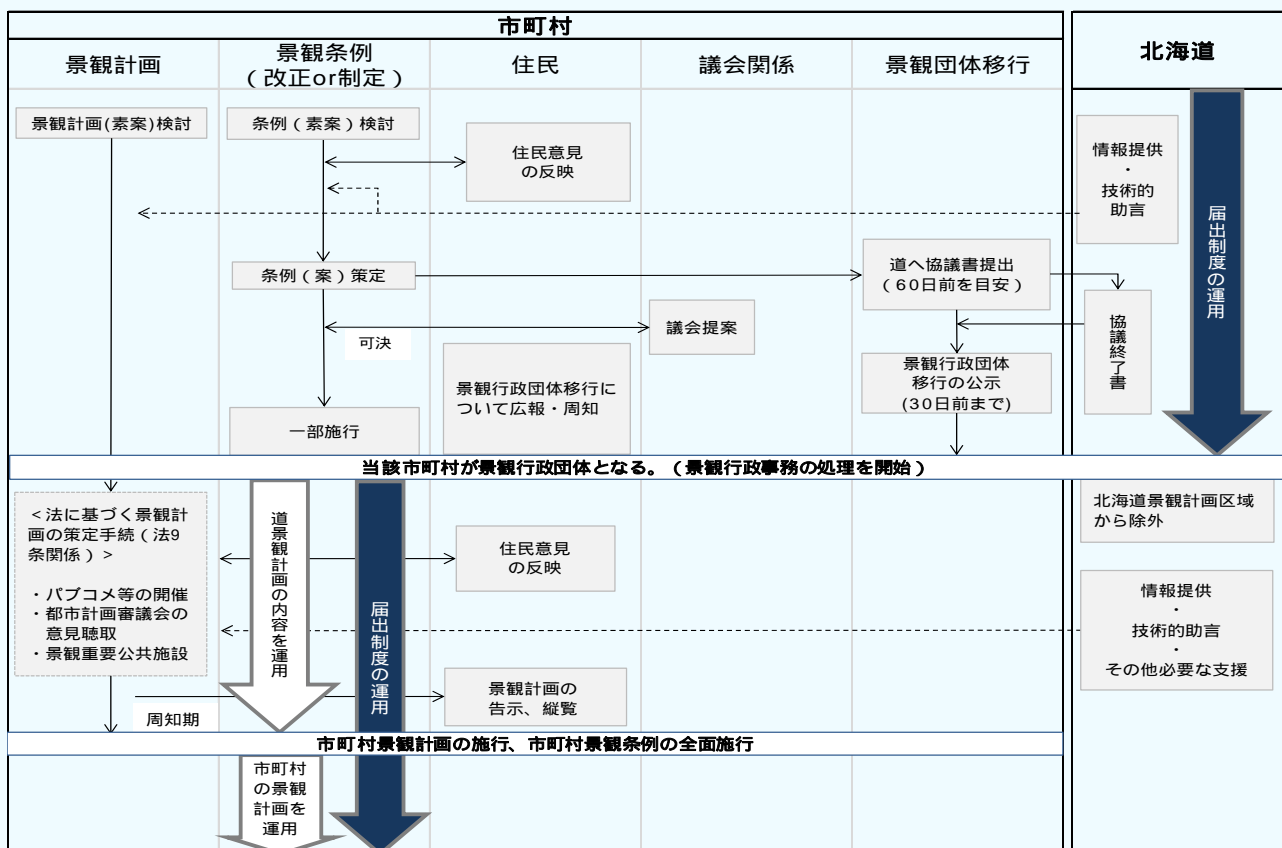 市町村
北海道
景観計画
景観条例
(改正or制定)
住民
議会関係
景観団体移行
景観計画(素案)検討
条例(素案)検討
住民意見
の反映
情報提供
・
技術的
助言
届出制度の運用
条例(案)策定
道へ協議書提出
(60日前を目安)
議会提案
可決
協議終了書
景観行政団体移行に
ついて広報・周知
景観行政団体
移行の公示
(30日前まで)
一部施行
当該市町村が景観行政団体となる。(景観行政事務の処理を開始)
<法に基づく景観計
画の策定手続(法9
条関係)>
・パブコメ等の開催
・都市計画審議会の
意見聴取
・景観重要公共施設
道景観計画の内容を運用
届出制度の運用
住民意見
の反映
北海道景観計画区域
から除外
情報提供
・
技術的助言
・
その他必要な支援
景観計画の
告示、縦覧
周知期
市町村景観計画の施行、市町村景観条例の全面施行
市町村
の景観
計画を
運用